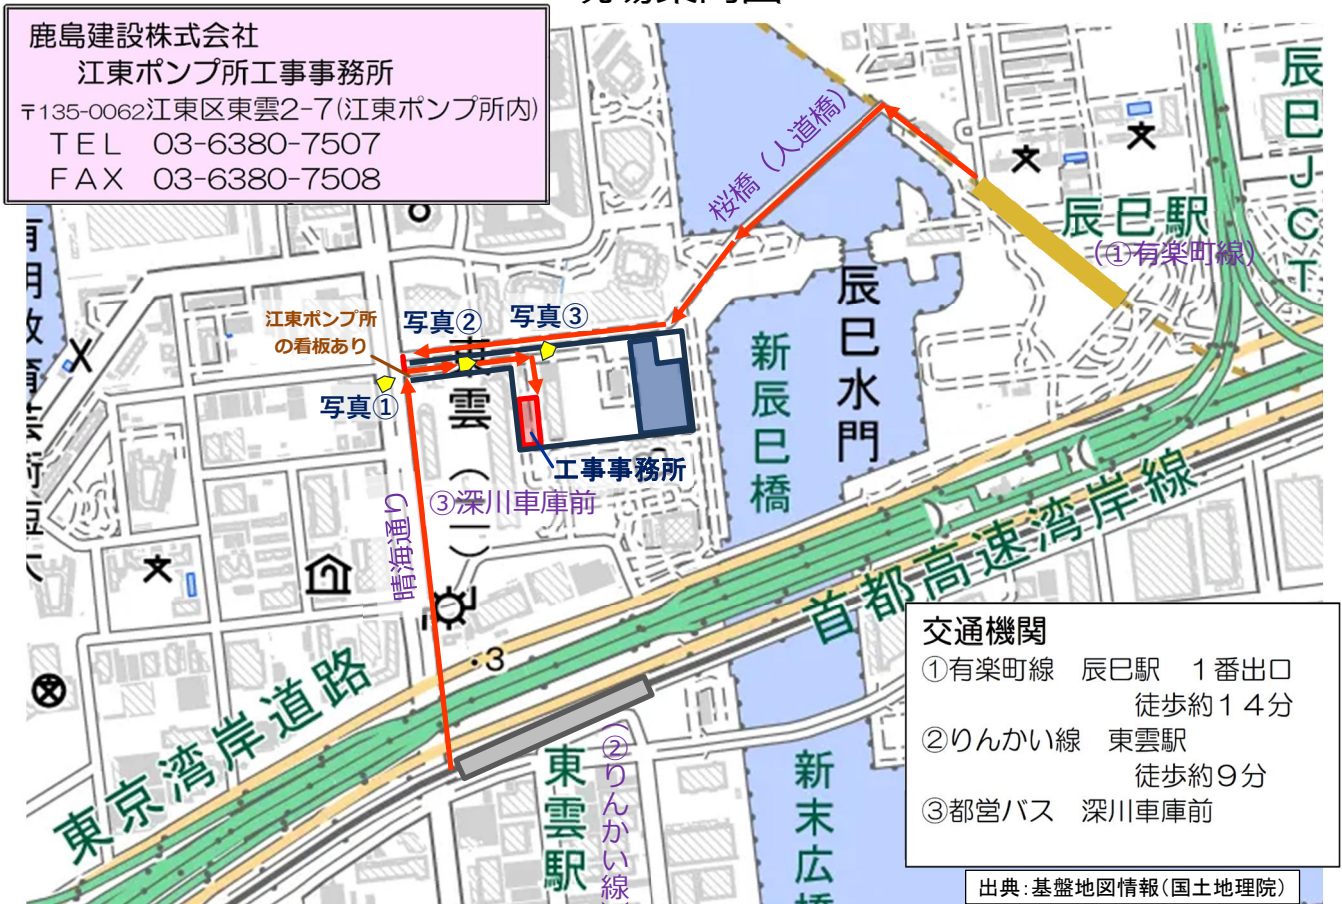 鹿島建設株式会社
江東ポンプ所工事事務所
〒135-0062江東区東雲2-7(江東ポンプ所内)
TEL 03-6380-7507
FAX 03-6380-7508
辰巳JCT
桜橋（人道橋）
辰巳駅
(①有楽町線)
辰巳水門
新辰巳橋
江東ポンプ所
の看板あり
写真②
写真③
写真①
東雲(二)
工事事務所
③深川車庫前
晴海通り
首都高速湾岸線
・3
東京湾岸道路
東雲駅
(②りんかい線
新末広橋
交通機関
①有楽町線 辰巳駅 1番出口
徒歩約14分
②りんかい線 東雲駅
徒歩約9分
③都営バス 深川車庫前
出典：基盤地図情報(国土地理院)